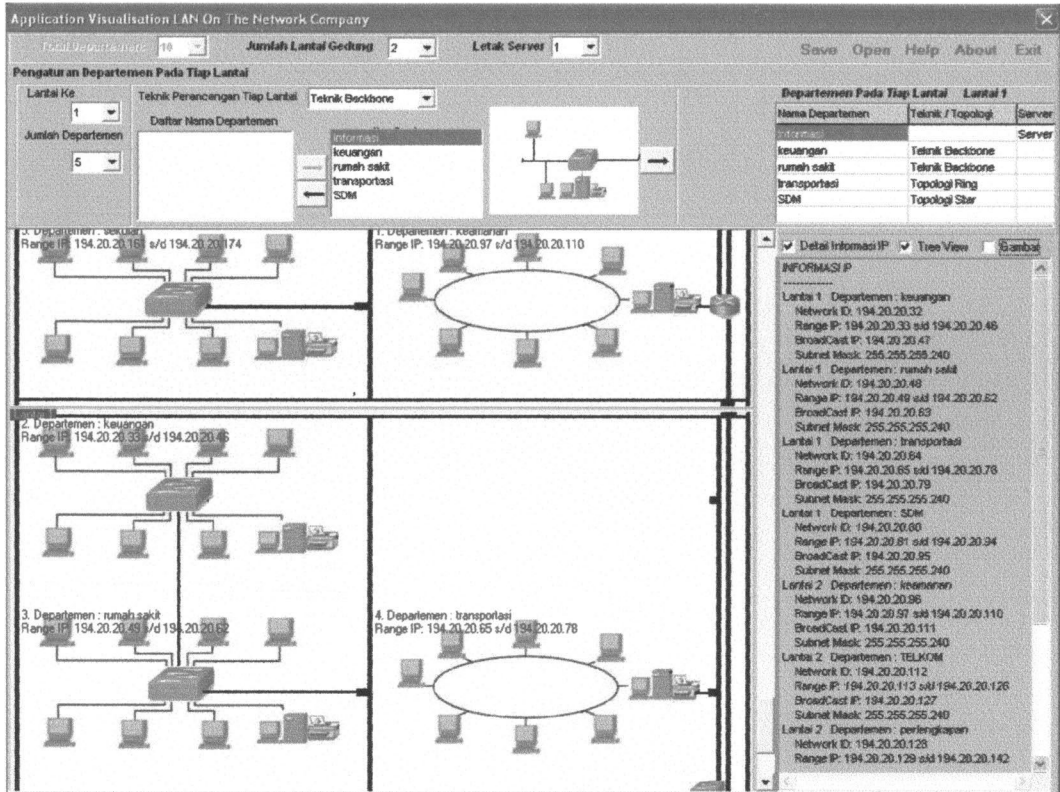 Application Visualisation LAN On The Network Company
Total Departemen 10 Jumlah Lantai Gedung 2 Letak Server 1 Save Open Help About Exit
Pengaturan Departemen Pada Tiap Lantai
Lantai Ke
1
Jumlah Departemen
5
Teknik Perancangan Tiap Lantai Teknik Backbone
Daftar Nama Departemen
informasi
keuangan
rumah sakit
transportasi
SDM
Departemen Pada Tiap Lantai Lantai 1
Nama Departemen Teknik / Topologi Server
informasi Server
keuangan Teknik Backbone
rumah sakit Teknik Backbone
transportasi Topologi Ring
SDM Topologi Star
Departemen : sekolah
Range IP: 194.20.20.161 s/d 194.20.20.174
1. Departemen : keamanan
Range IP: 194.20.20.97 s/d 194.20.20.110
2. Departemen : keuangan
Range IP: 194.20.20.33 s/d 194.20.20.46
3. Departemen : rumah sakit
Range IP: 194.20.20.49 s/d 194.20.20.62
4. Departemen : transportasi
Range IP: 194.20.20.65 s/d 194.20.20.78
Detail Informasi IP Tree View Gambar
INFORMASI IP
------------
Lantai 1 Departemen : keuangan
Network ID: 194.20.20.32
Range IP: 194.20.20.33 s/d 194.20.20.46
BroadCast IP: 194.20.20.47
Subnet Mask: 255.255.255.240
Lantai 1 Departemen : rumah sakit
Network ID: 194.20.20.48
Range IP: 194.20.20.49 s/d 194.20.20.62
BroadCast IP: 194.20.20.63
Subnet Mask: 255.255.255.240
Lantai 1 Departemen : transportasi
Network ID: 194.20.20.64
Range IP: 194.20.20.65 s/d 194.20.20.78
BroadCast IP: 194.20.20.79
Subnet Mask: 255.255.255.240
Lantai 1 Departemen : SDM
Network ID: 194.20.20.80
Range IP: 194.20.20.81 s/d 194.20.20.94
BroadCast IP: 194.20.20.95
Subnet Mask: 255.255.255.240
Lantai 2 Departemen : keamanan
Network ID: 194.20.20.96
Range IP: 194.20.20.97 s/d 194.20.20.110
BroadCast IP: 194.20.20.111
Subnet Mask: 255.255.255.240
Lantai 2 Departemen : TELKOM
Network ID: 194.20.20.112
Range IP: 194.20.20.113 s/d 194.20.20.126
BroadCast IP: 194.20.20.127
Subnet Mask: 255.255.255.240
Lantai 2 Departemen : perlengkapan
Network ID: 194.20.20.128
Range IP: 194.20.20.129 s/d 194.20.20.142